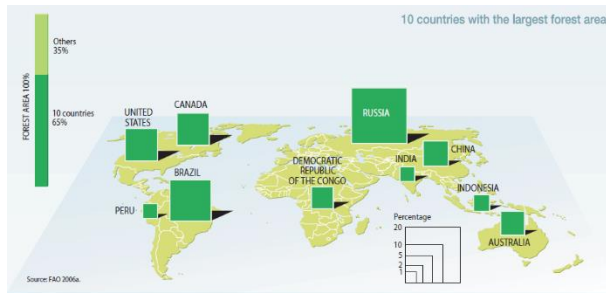 10 countries with the largest forest area
FOREST AREA 100%
Others
35%
10 countries
65%
UNITED
STATES
CANADA
RUSSIA
CHINA
INDIA
DEMOCRATIC
REPUBLIC
OF THE CONGO
BRAZIL
PERU
INDONESIA
AUSTRALIA
Percentage
20
10
5
2
1
Source: FAO 2006a.